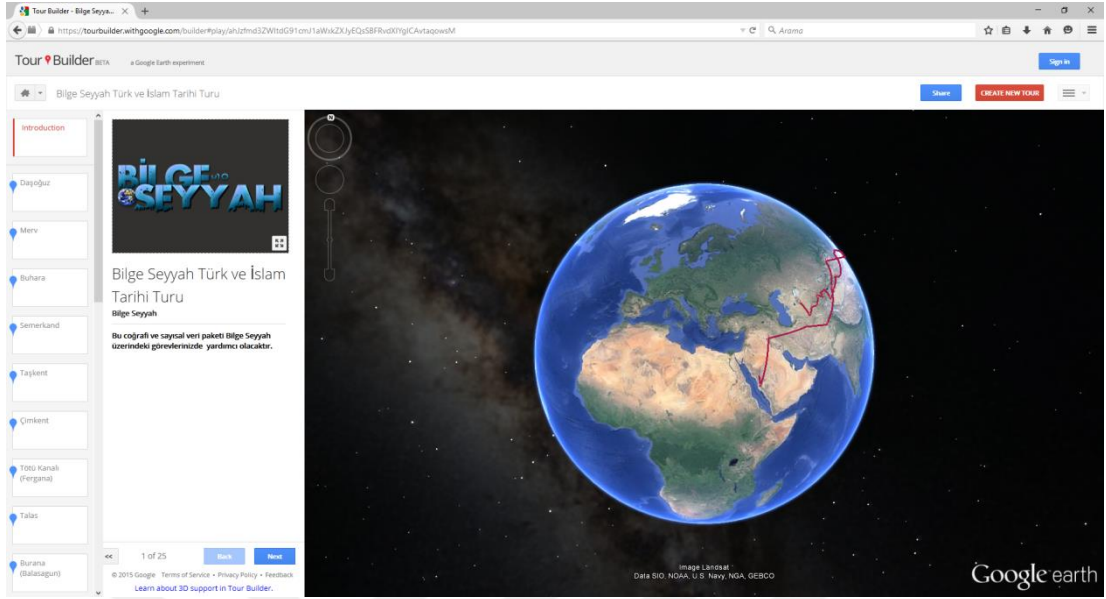 Tour Builder - Bilge Seyya...
https://tourbuilder.withgoogle.com/builder#play/
Arama
Tour Builder BETA a Google Earth experiment
Sign in
Bilge Seyyah Türk ve İslam Tarihi Turu
Share
CREATE NEW TOUR
Introduction
Daşoğuz
Merv
Buhara
Semerkand
Taşkent
Çimkent
Tötü Kanalı
(Fergana)
Talas
Burana
(Balasagun)
BİLGE
SEYYAH
Bilge Seyyah Türk ve İslam
Tarihi Turu
Bilge Seyyah
Bu coğrafi ve sayısal veri paketi Bilge Seyyah
üzerindeki görevlerinizde yardımcı olacaktır.
<< 1 of 25 Back Next
© 2015 Google Terms of Service • Privacy Policy • Feedback
Learn about 3D support in Tour Builder.
N
Image Landsat
Data SIO, NOAA, U.S. Navy, NGA, GEBCO
Google earth